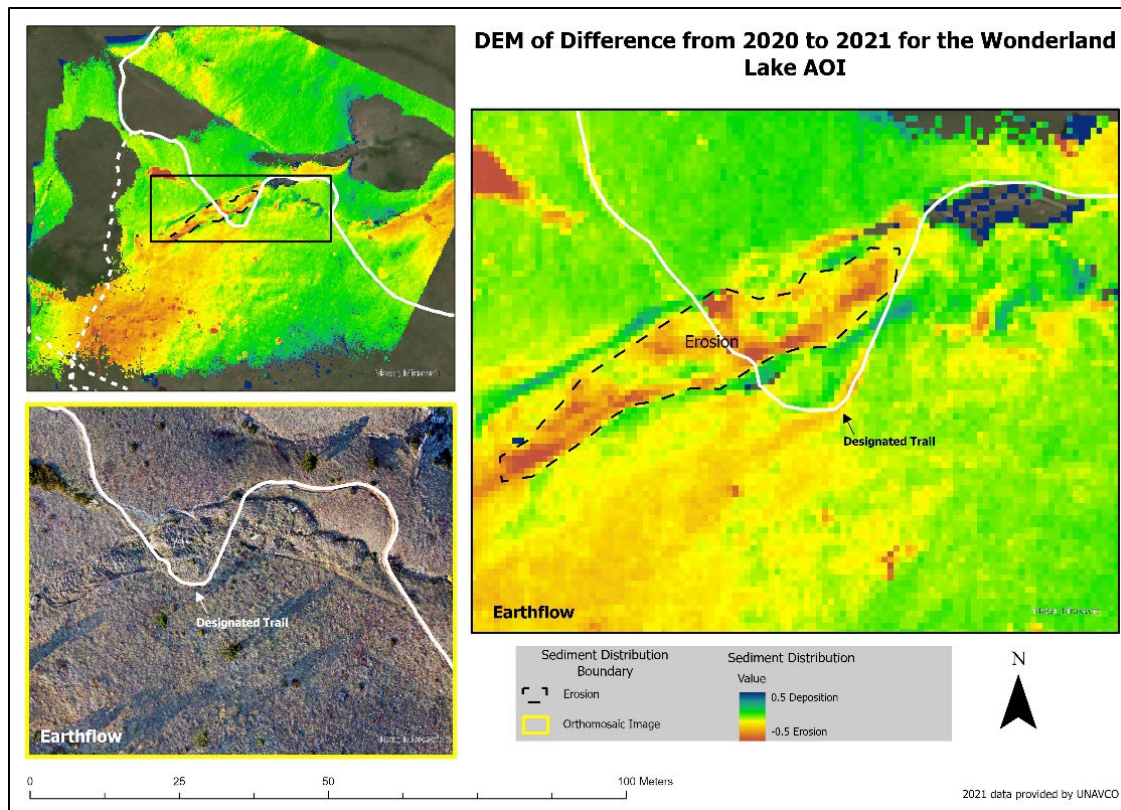 DEM of Difference from 2020 to 2021 for the Wonderland
Lake AOI
Erosion
Designated Trail
Earthflow
Designated Trail
Earthflow
Sediment Distribution
Boundary
Erosion
Orthomosaic Image
Sediment Distribution
Value
0.5 Deposition
-0.5 Erosion
N
0 25 50 100 Meters
2021 data provided by UNAVCO